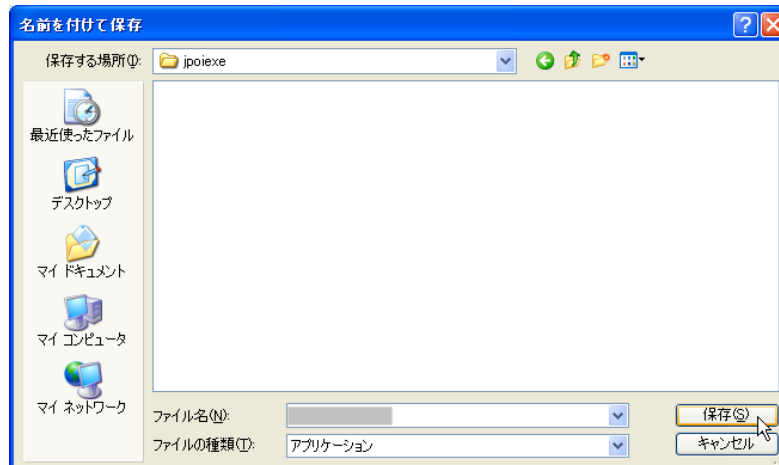 名前を付けて保存
保存する場所(I):
jpoiexe
最近使ったファイル
デスクトップ
マイ ドキュメント
マイ コンピュータ
マイ ネットワーク
ファイル名(N):
保存(S)
ファイルの種類(T):
アプリケーション
キャンセル